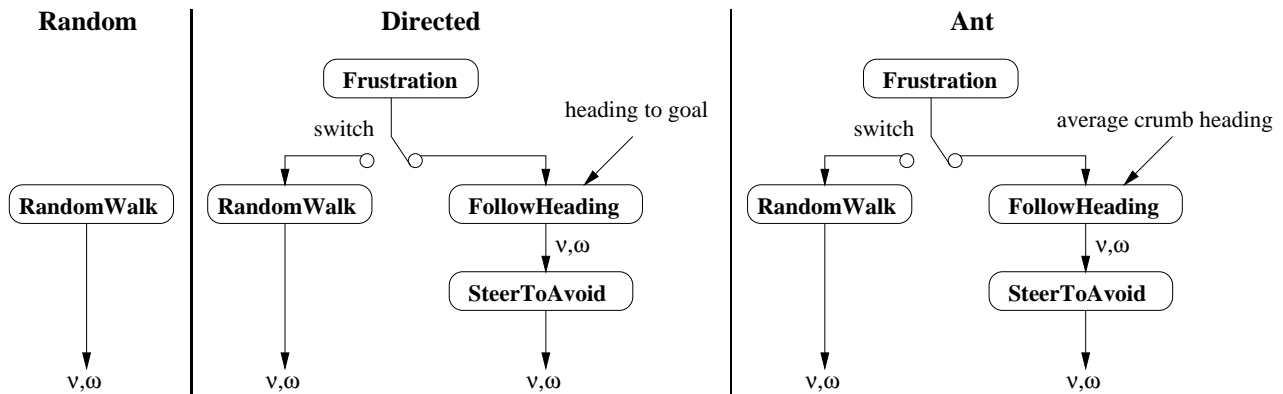 Random
RandomWalk
ν,ω
Directed
Frustration
switch
heading to goal
RandomWalk
FollowHeading
ν,ω
SteerToAvoid
ν,ω
ν,ω
Ant
Frustration
switch
average crumb heading
RandomWalk
FollowHeading
ν,ω
SteerToAvoid
ν,ω
ν,ω